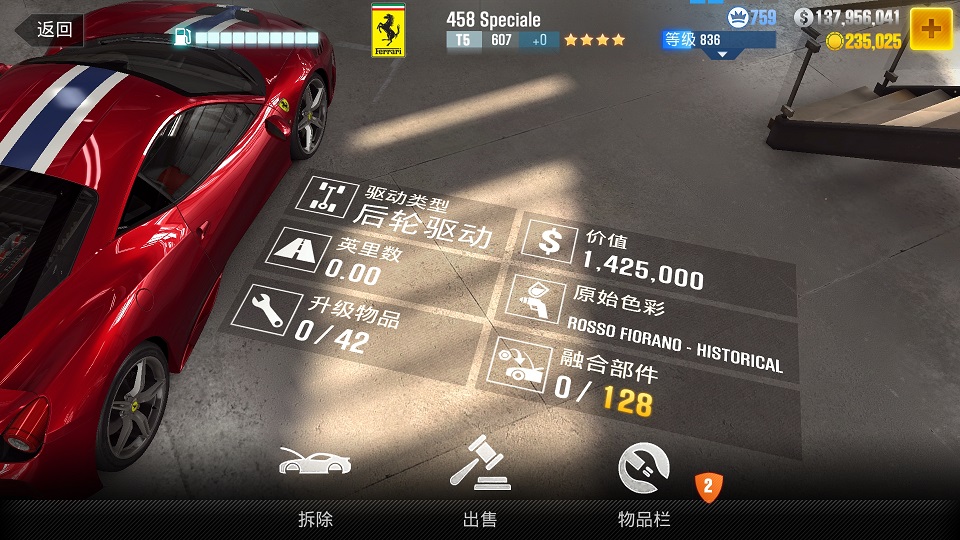 返回
Ferrari
458 Speciale
T5 607 +0
759
137,956,041
等级 836
235,025
驱动类型
后轮驱动
英里数
0.00
升级物品
0/42
价值
1,425,000
原始色彩
ROSSO FIORANO - HISTORICAL
融合部件
0/ 128
拆除
出售
物品栏
2